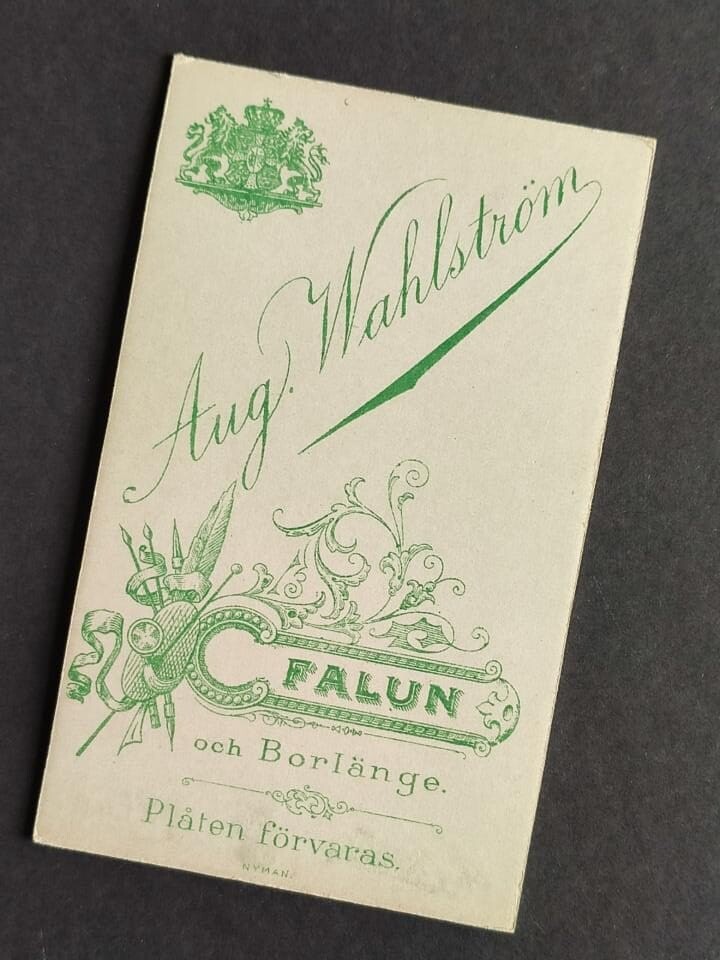 Aug. Wahlström
FALUN
och Borlänge.
Plåten förvaras.
NYMAN.